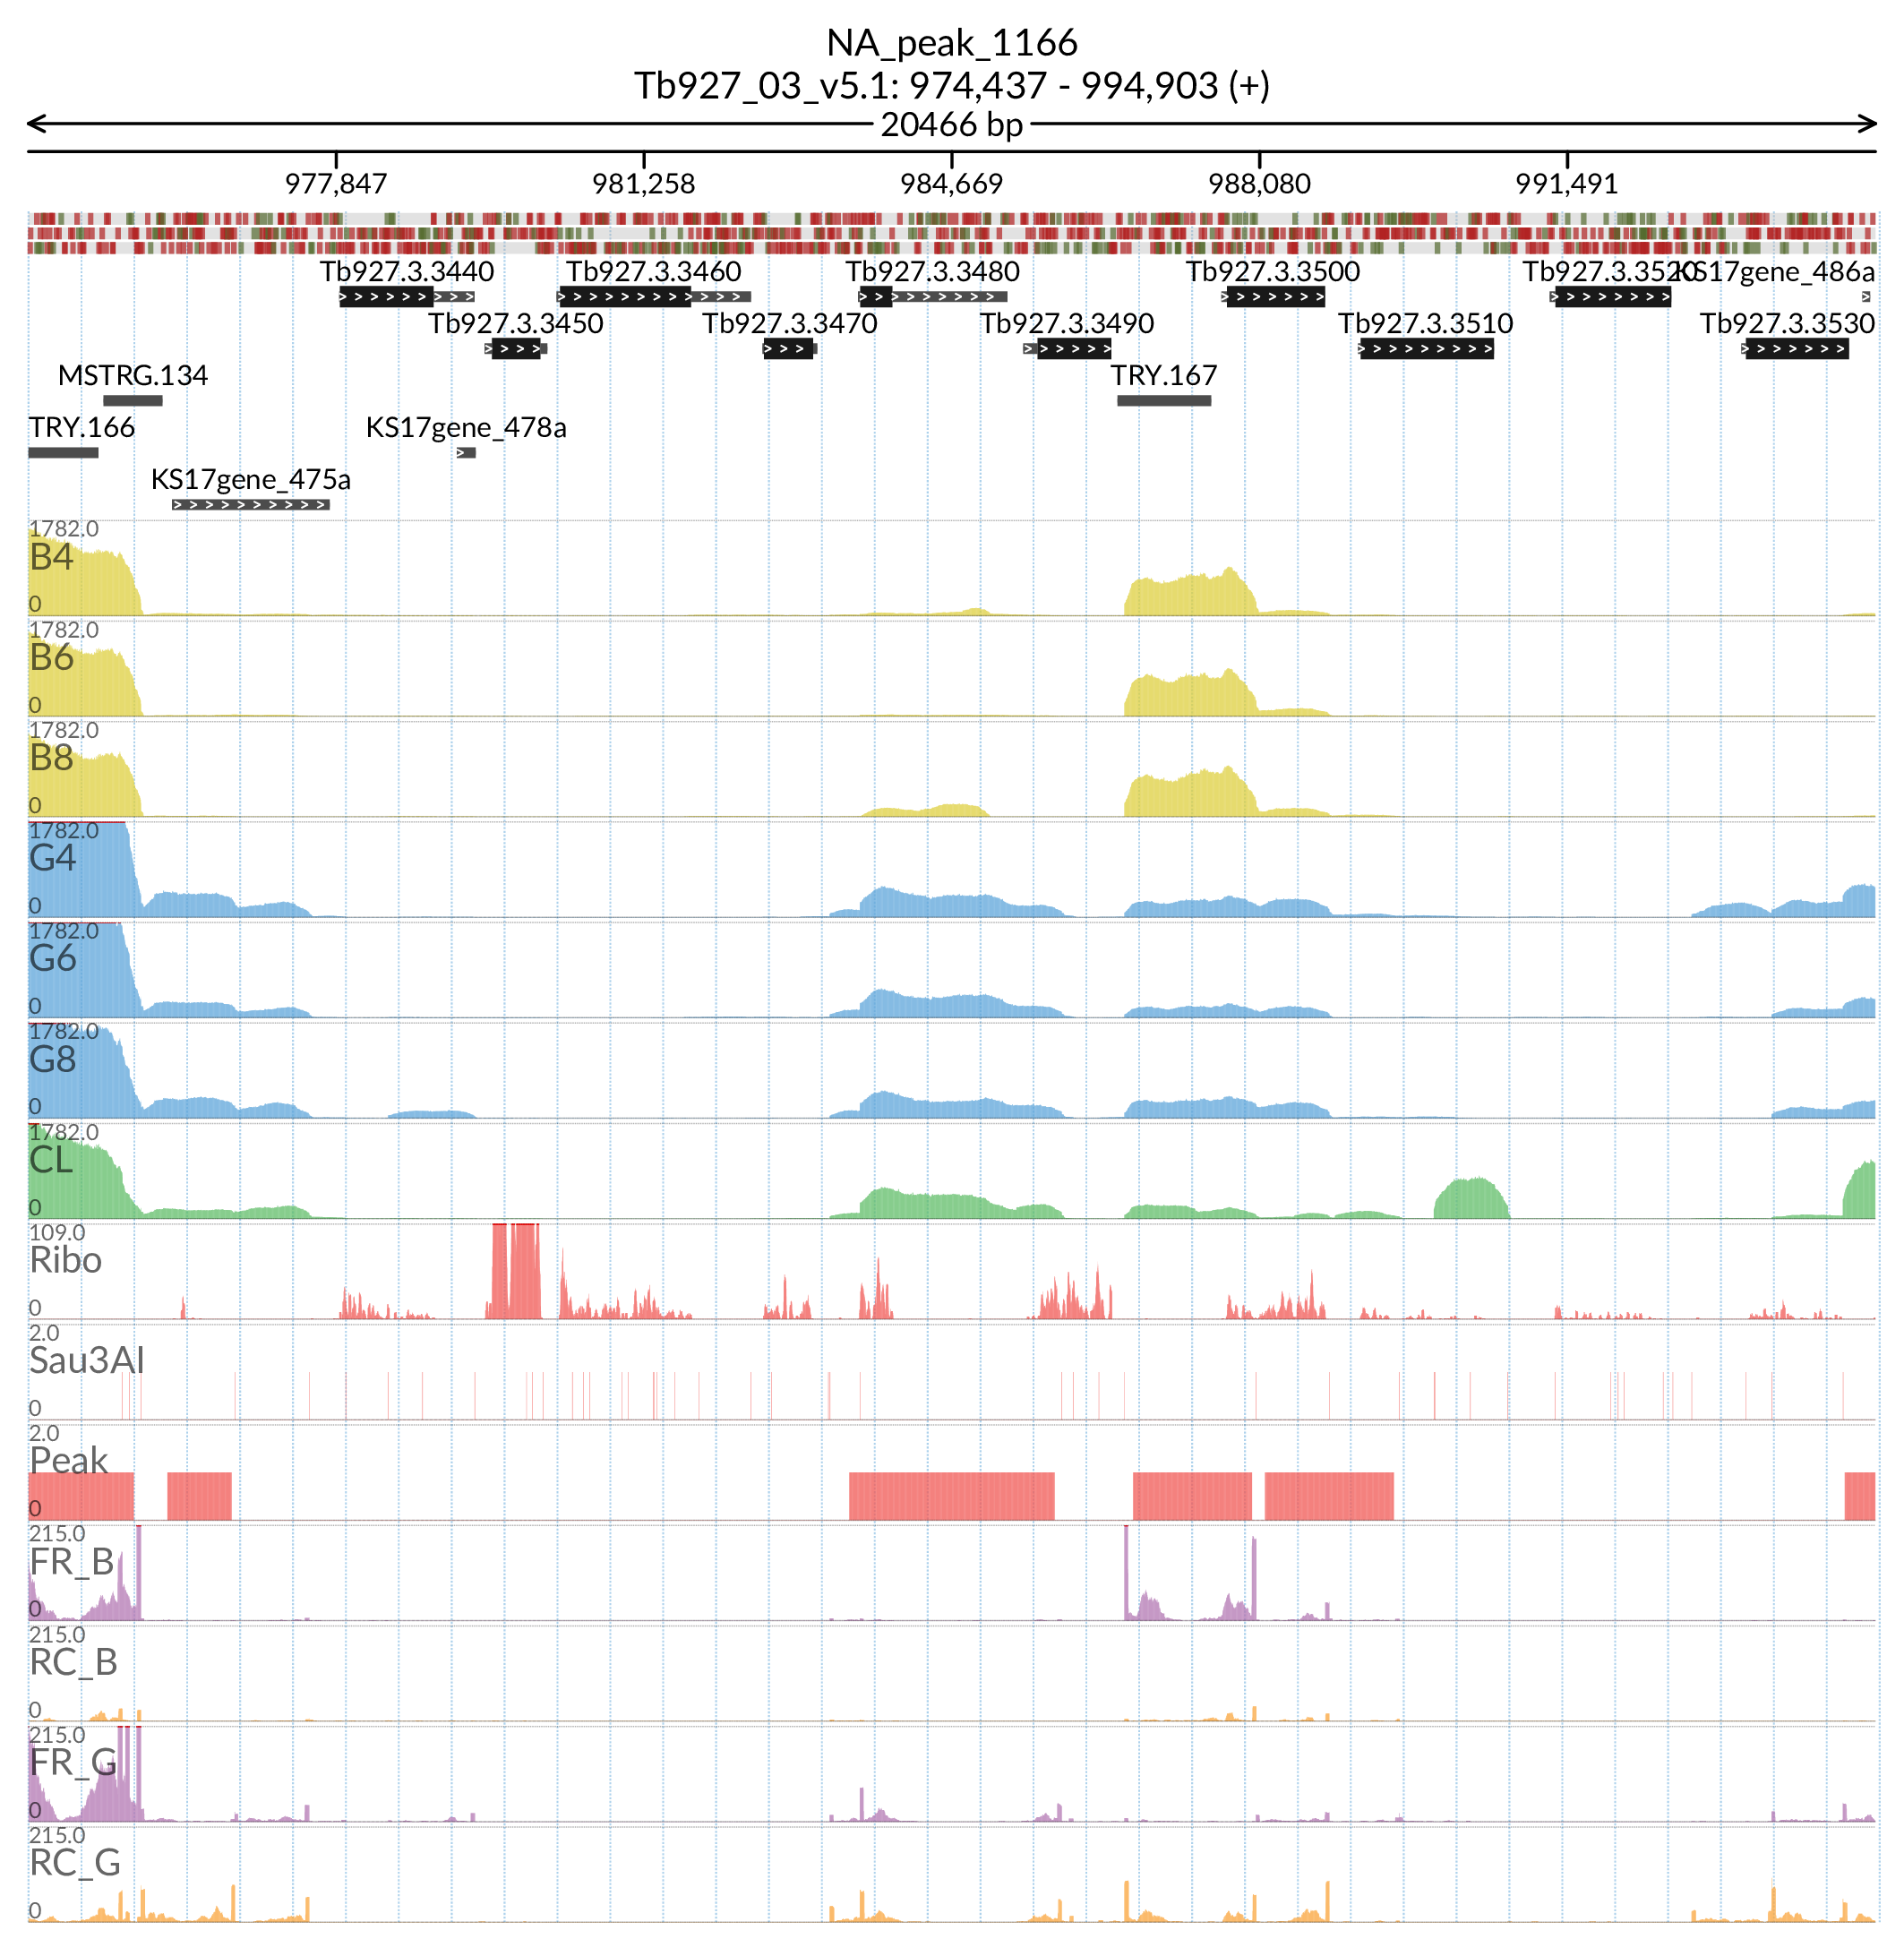 NA_peak_1166
Tb927_03_v5.1: 974,437 - 994,903 (+)
20466 bp
977,847 981,258 984,669 988,080 991,491
Tb927.3.3440 Tb927.3.3460 Tb927.3.3480 Tb927.3.3500 Tb927.3.3520 KS17gene_486a
Tb927.3.3450 Tb927.3.3470 Tb927.3.3490 Tb927.3.3510 Tb927.3.3530
MSTRG.134 TRY.167
TRY.166 KS17gene_478a
KS17gene_475a
1782.0
B4
0
1782.0
B6
0
1782.0
B8
0
1782.0
G4
0
1782.0
G6
0
1782.0
G8
0
1782.0
CL
0
109.0
Ribo
0
2.0
Sau3AI
0
2.0
Peak
0
215.0
FR_B
0
215.0
RC_B
0
215.0
FR_G
0
215.0
RC_G
0